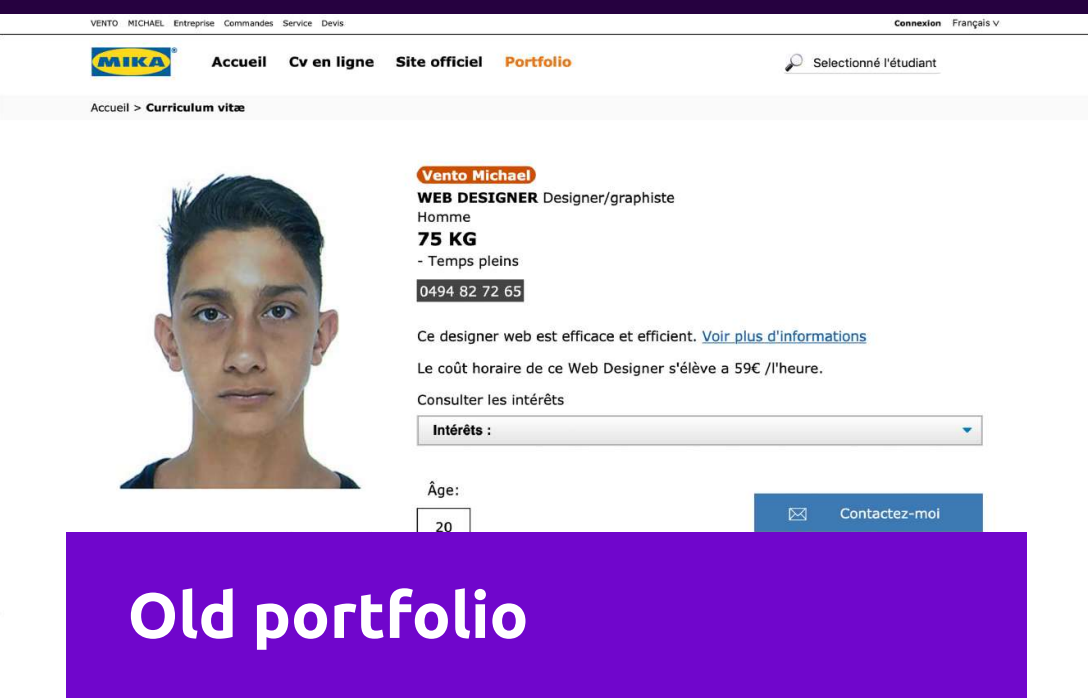 VENTO MICHAEL Entreprise Commandes Service Devis
Connexion Français V
MIKA®
Accueil Cv en ligne Site officiel Portfolio
Selectionné l'étudiant
Accueil > Curriculum vitæ
Vento Michael
WEB DESIGNER Designer/graphiste
Homme
75 KG
- Temps pleins
0494 82 72 65
Ce designer web est efficace et efficient. Voir plus d'informations
Le coût horaire de ce Web Designer s'élève a 59€ /l'heure.
Consulter les intérêts
Intérêts :
Âge:
20
Contactez-moi
Old portfolio